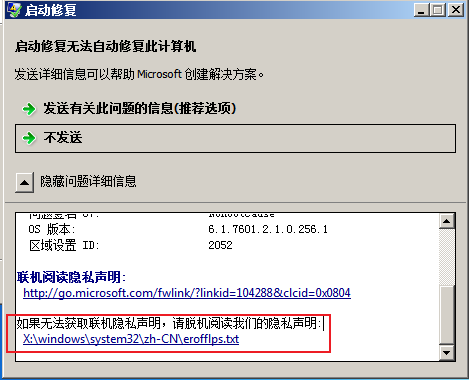 启动修复
启动修复无法自动修复此计算机
发送详细信息可以帮助 Microsoft 创建解决方案。
发送有关此问题的信息(推荐选项)
不发送
隐藏问题详细信息
OS 版本: 6.1.7601.2.1.0.256.1
区域设置 ID: 2052
联机阅读隐私声明:
http://go.microsoft.com/fwlink/?linkid=104288&clcid=0x0804
如果无法获取联机隐私声明，请脱机阅读我们的隐私声明:
X:\windows\system32\zh-CN\erofflps.txt